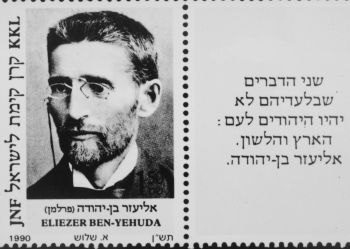 JNF קרן קימת לישראל KKL
אליעזר בן-יהודה (פרלמן)
ELIEZER BEN-YEHUDA
1990 א. שלוש תש"ן
שני הדברים
שבלעדיהם לא
יהיו היהודים לעם:
הארץ והלשון.
אליעזר בן-יהודה.